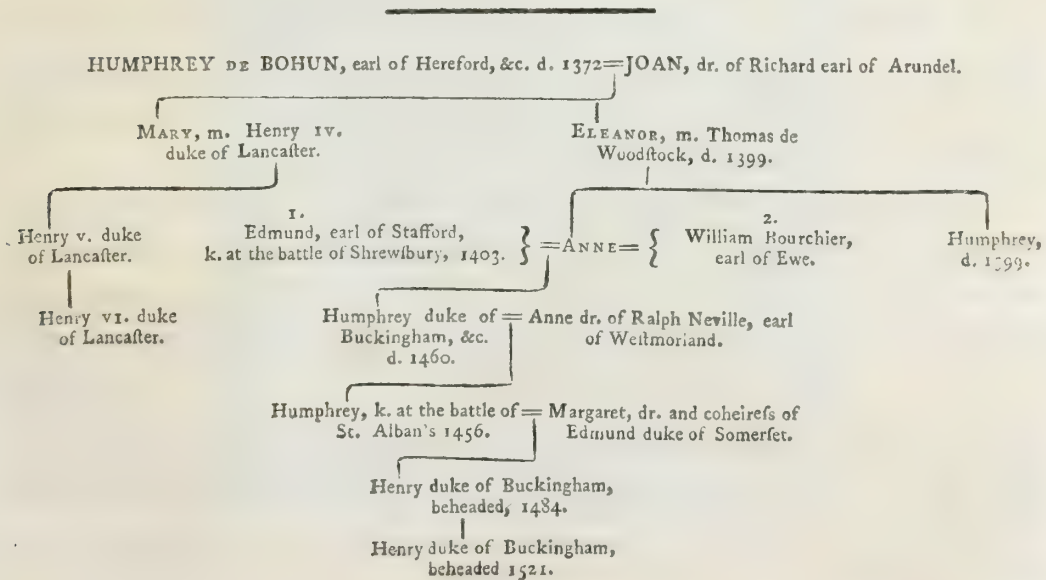 HUMPHREY DE BOHUN, earl of Hereford, &c. d. 1372=JOAN, dr. of Richard earl of Arundel.
MARY, m. Henry IV.
duke of Lancaſter.
ELEANOR, m. Thomas de
Woodſtock, d. 1399.
Henry V. duke
of Lancaſter.
1.
Edmund, earl of Stafford,
k. at the battle of Shrewſbury, 1403. } =ANNE= {
2.
William Bourchier,
earl of Ewe.
Humphrey,
d. 1399.
Henry VI. duke
of Lancaſter.
Humphrey duke of = Anne dr. of Ralph Neville, earl
Buckingham, &c. of Weſtmorland.
d. 1460.
Humphrey, k. at the battle of = Margaret, dr. and coheireſs of
St. Alban's 1456. Edmund duke of Somerſet.
Henry duke of Buckingham,
beheaded, 1484.
Henry duke of Buckingham,
beheaded 1521.